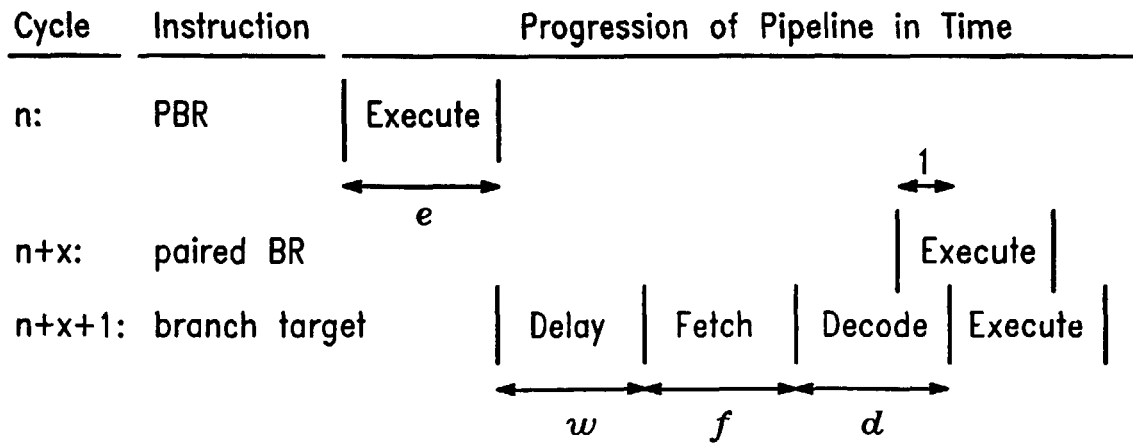 Cycle Instruction Progression of Pipeline in Time
n: PBR Execute
1
e
n+x: paired BR Execute
n+x+1: branch target Delay Fetch Decode Execute
w f d